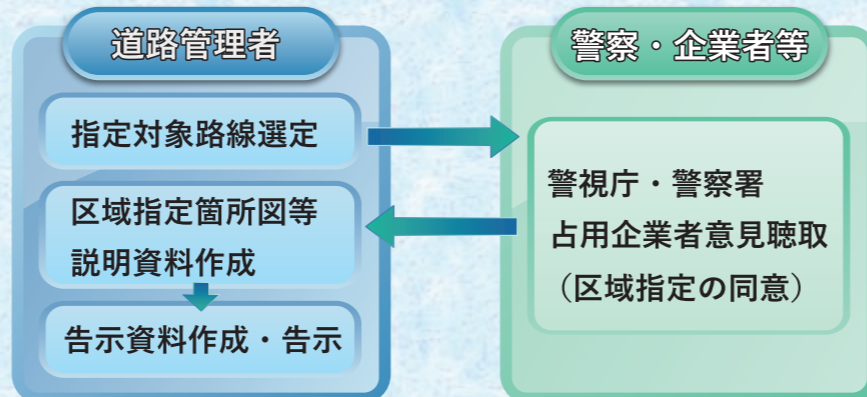 道路管理者
指定対象路線選定
区域指定箇所図等
説明資料作成
告示資料作成・告示
警察・企業者等
警視庁・警察署
占用企業者意見聴取
（区域指定の同意）